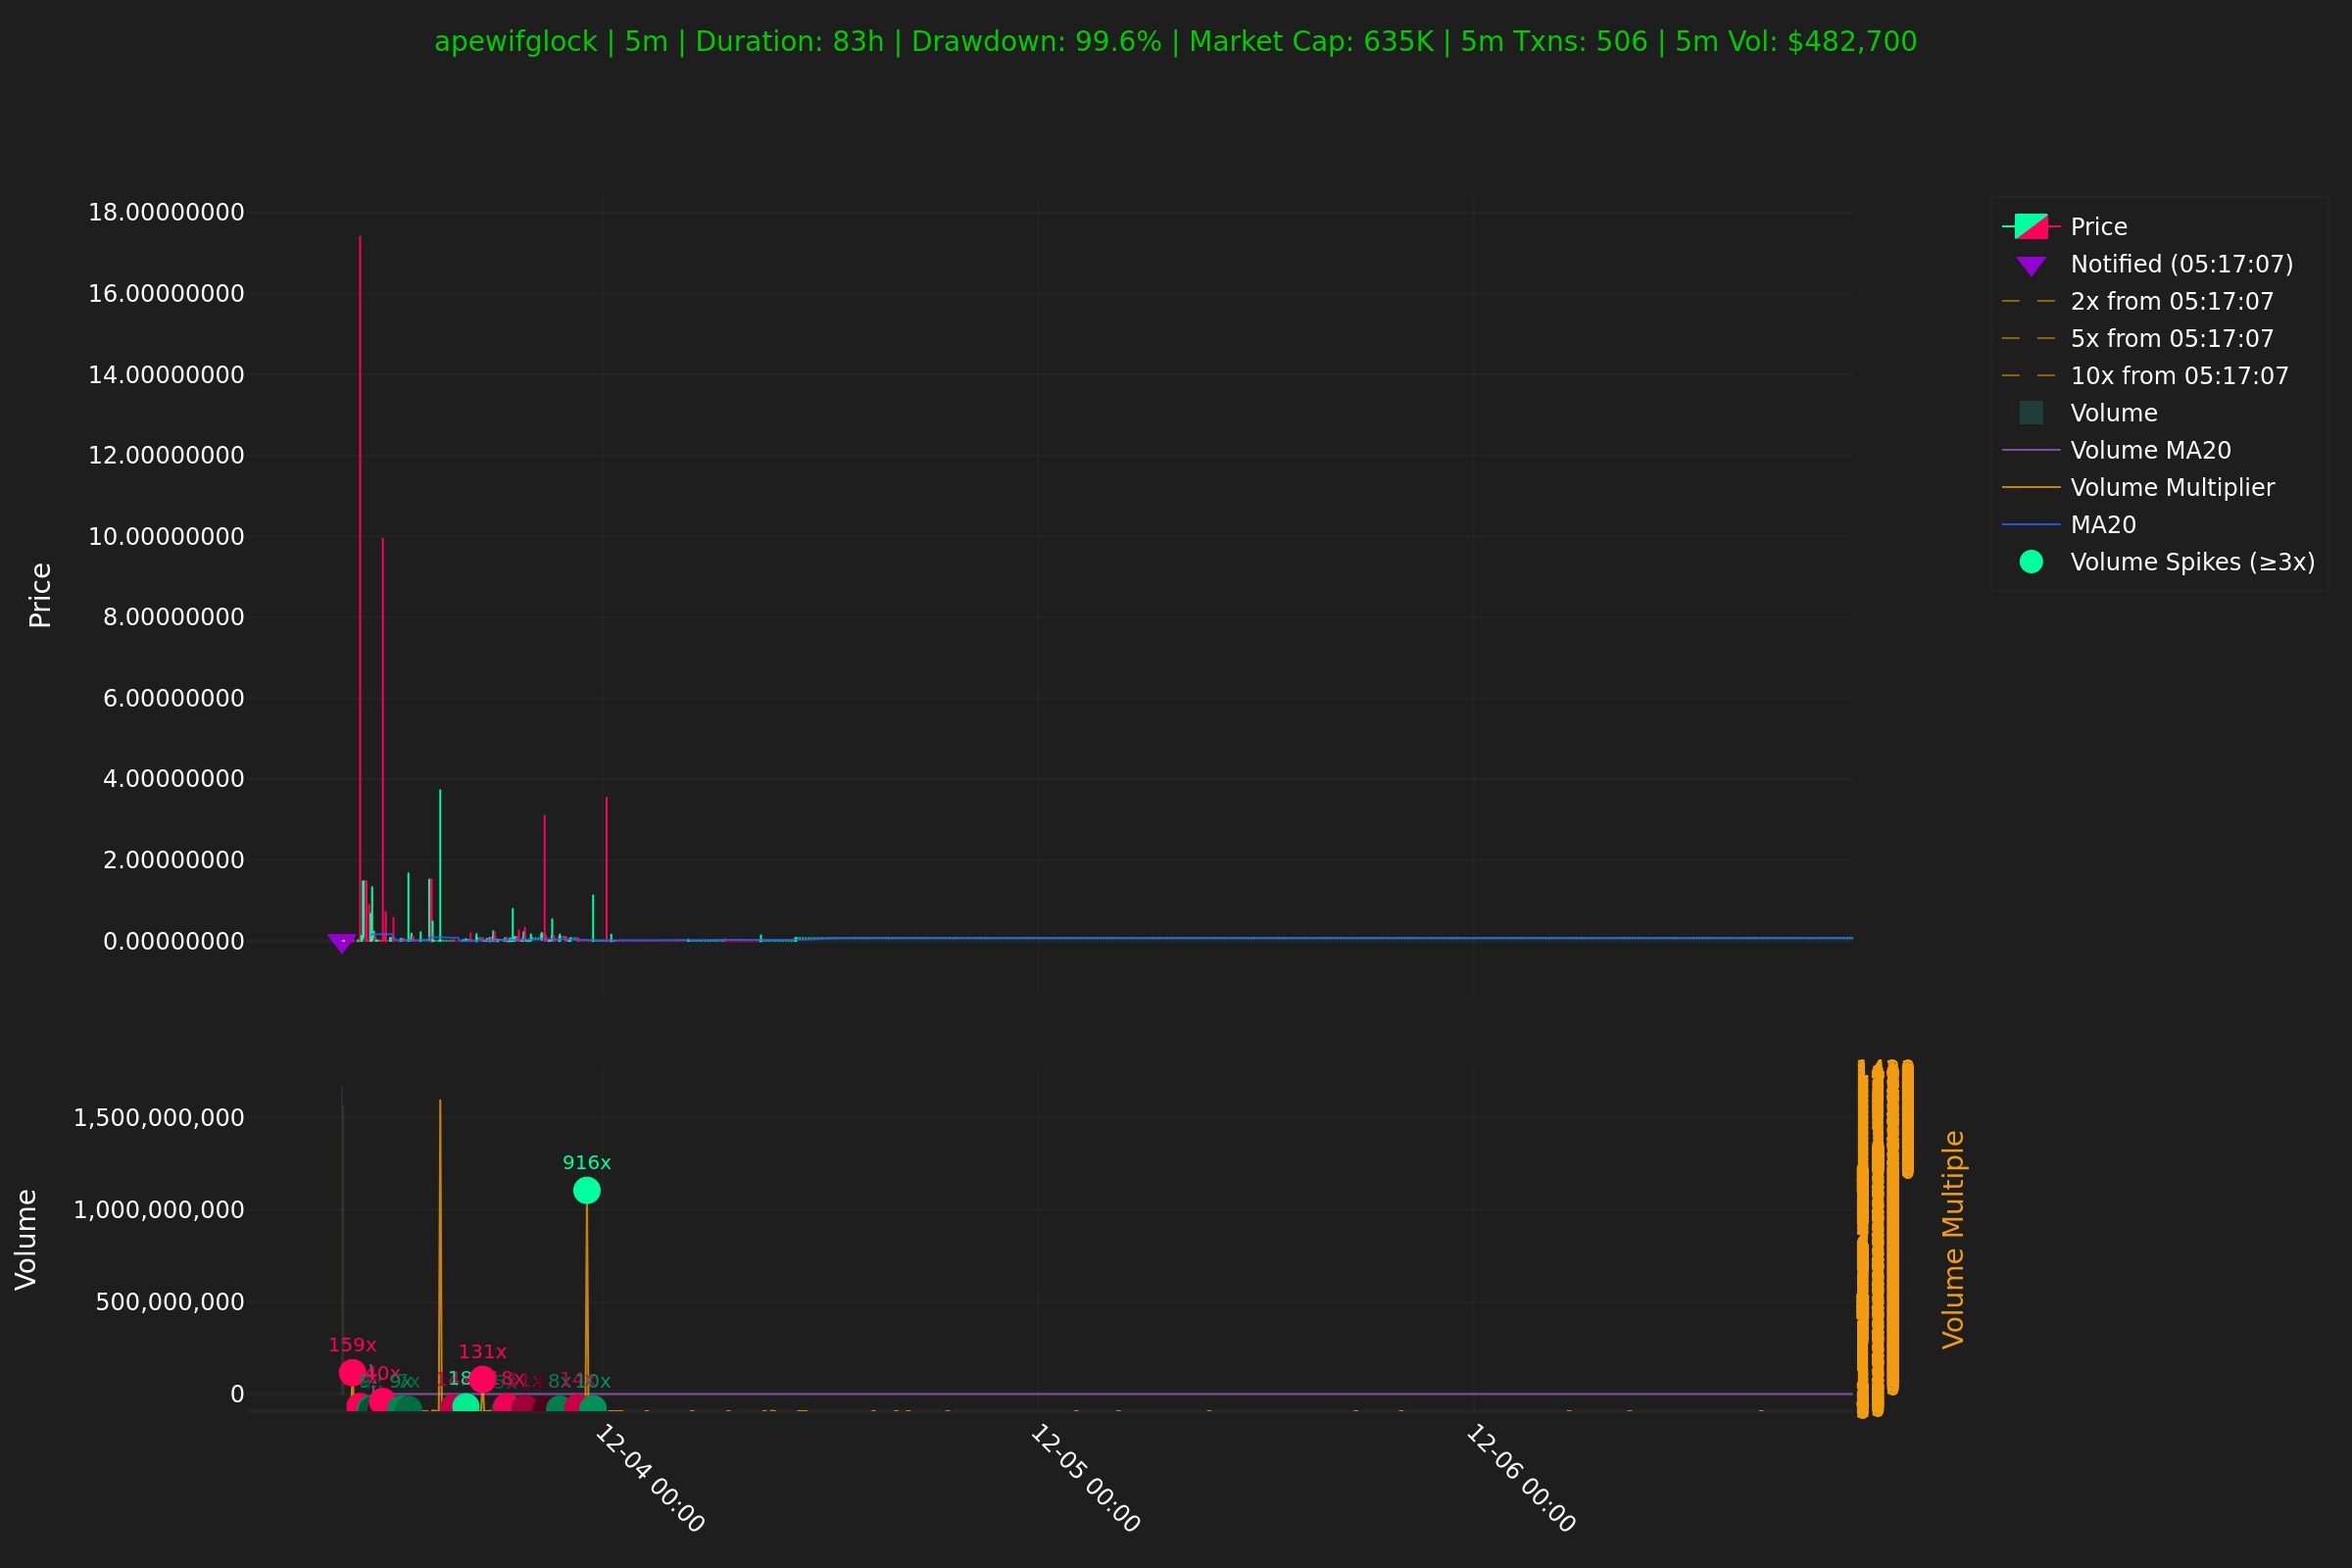 apewifglock | 5m | Duration: 83h | Drawdown: 99.6% | Market Cap: 635K | 5m Txns: 506 | 5m Vol: $482,700
18.00000000
16.00000000
14.00000000
12.00000000
10.00000000
8.00000000
6.00000000
4.00000000
2.00000000
0.00000000
Price
Price
Notified (05:17:07)
2x from 05:17:07
5x from 05:17:07
10x from 05:17:07
Volume
Volume MA20
Volume Multiplier
MA20
Volume Spikes (≥3x)
1,500,000,000
1,000,000,000
500,000,000
0
Volume
916x
159x
131x
9x
8x
10x
Volume Multiple
12-04 00:00
12-05 00:00
12-06 00:00